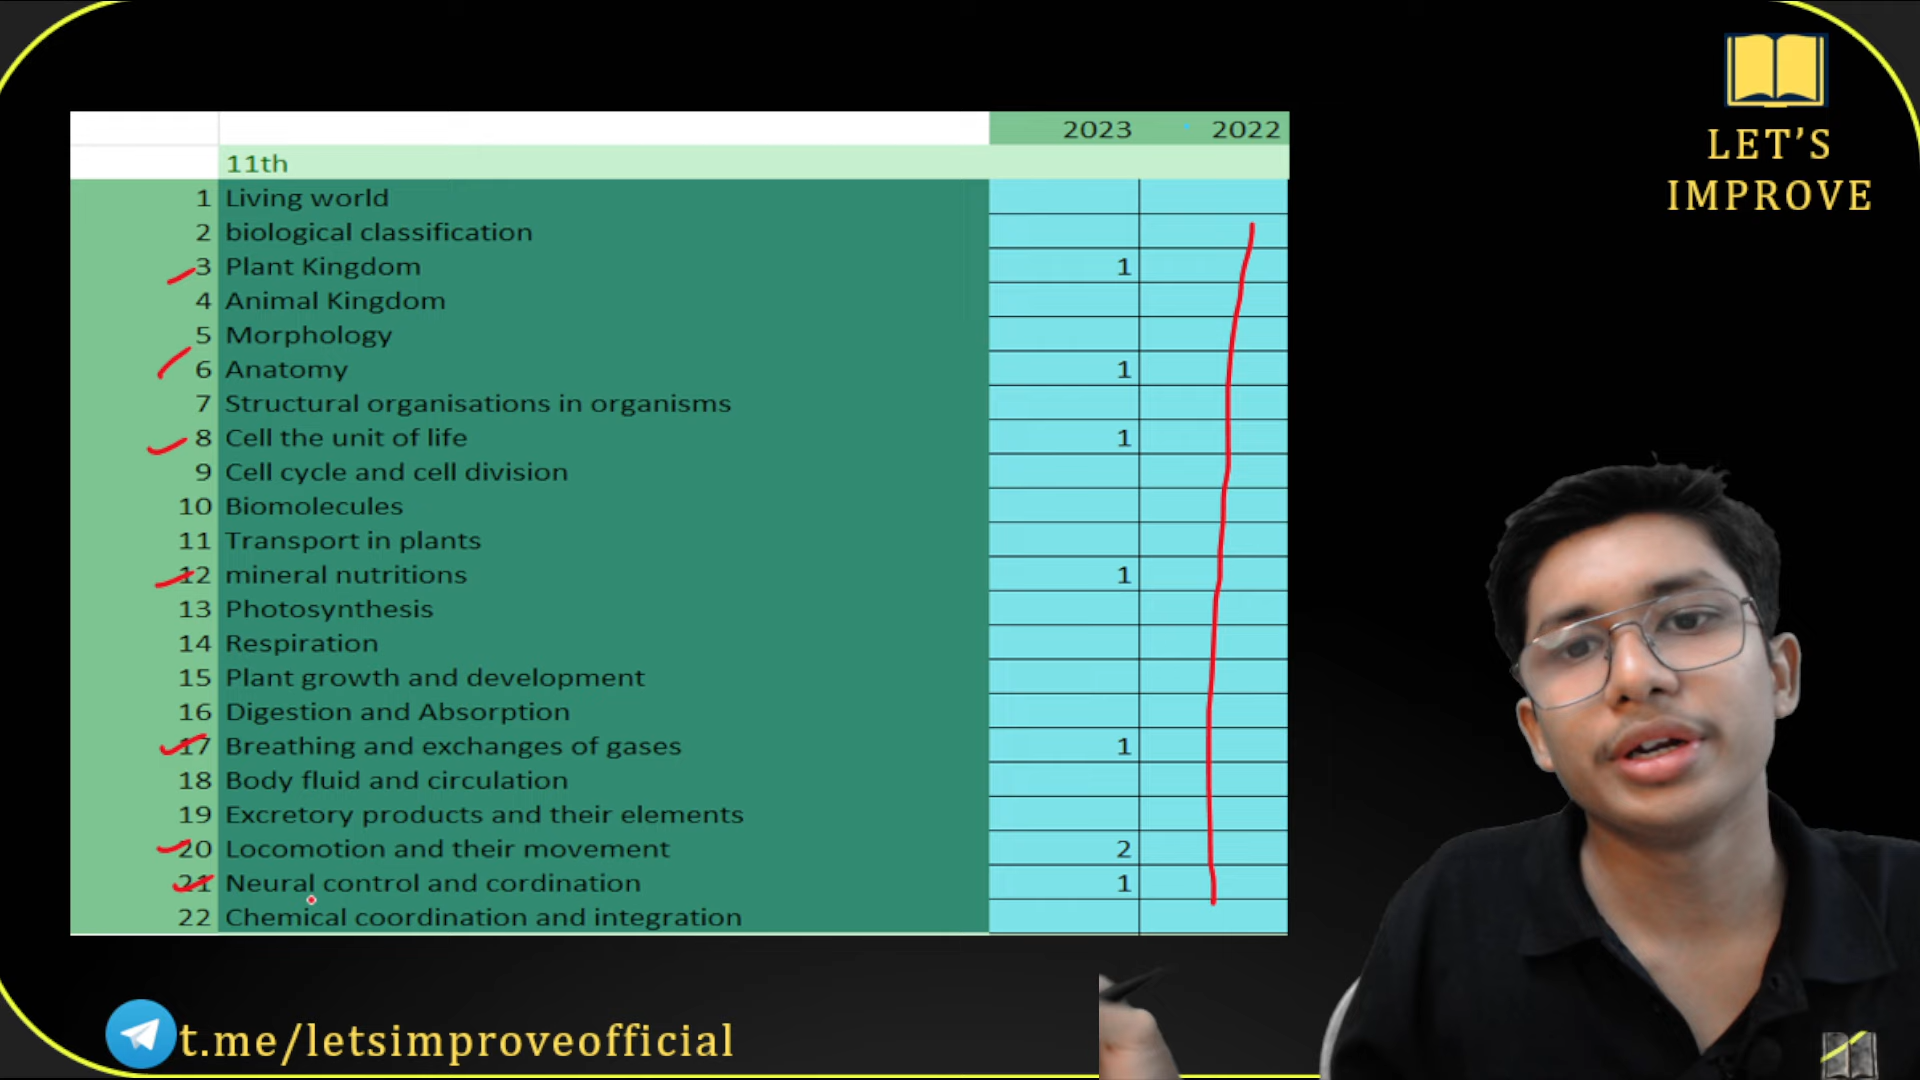 LET'S
IMPROVE
2023 2022
11th
1 Living world
2 biological classification
3 Plant Kingdom 1
4 Animal Kingdom
5 Morphology
6 Anatomy 1
7 Structural organisations in organisms
8 Cell the unit of life 1
9 Cell cycle and cell division
10 Biomolecules
11 Transport in plants
12 mineral nutritions 1
13 Photosynthesis
14 Respiration
15 Plant growth and development
16 Digestion and Absorption
17 Breathing and exchanges of gases 1
18 Body fluid and circulation
19 Excretory products and their elements
20 Locomotion and their movement 2
21 Neural control and cordination 1
22 Chemical coordination and integration
t.me/letsimproveofficial